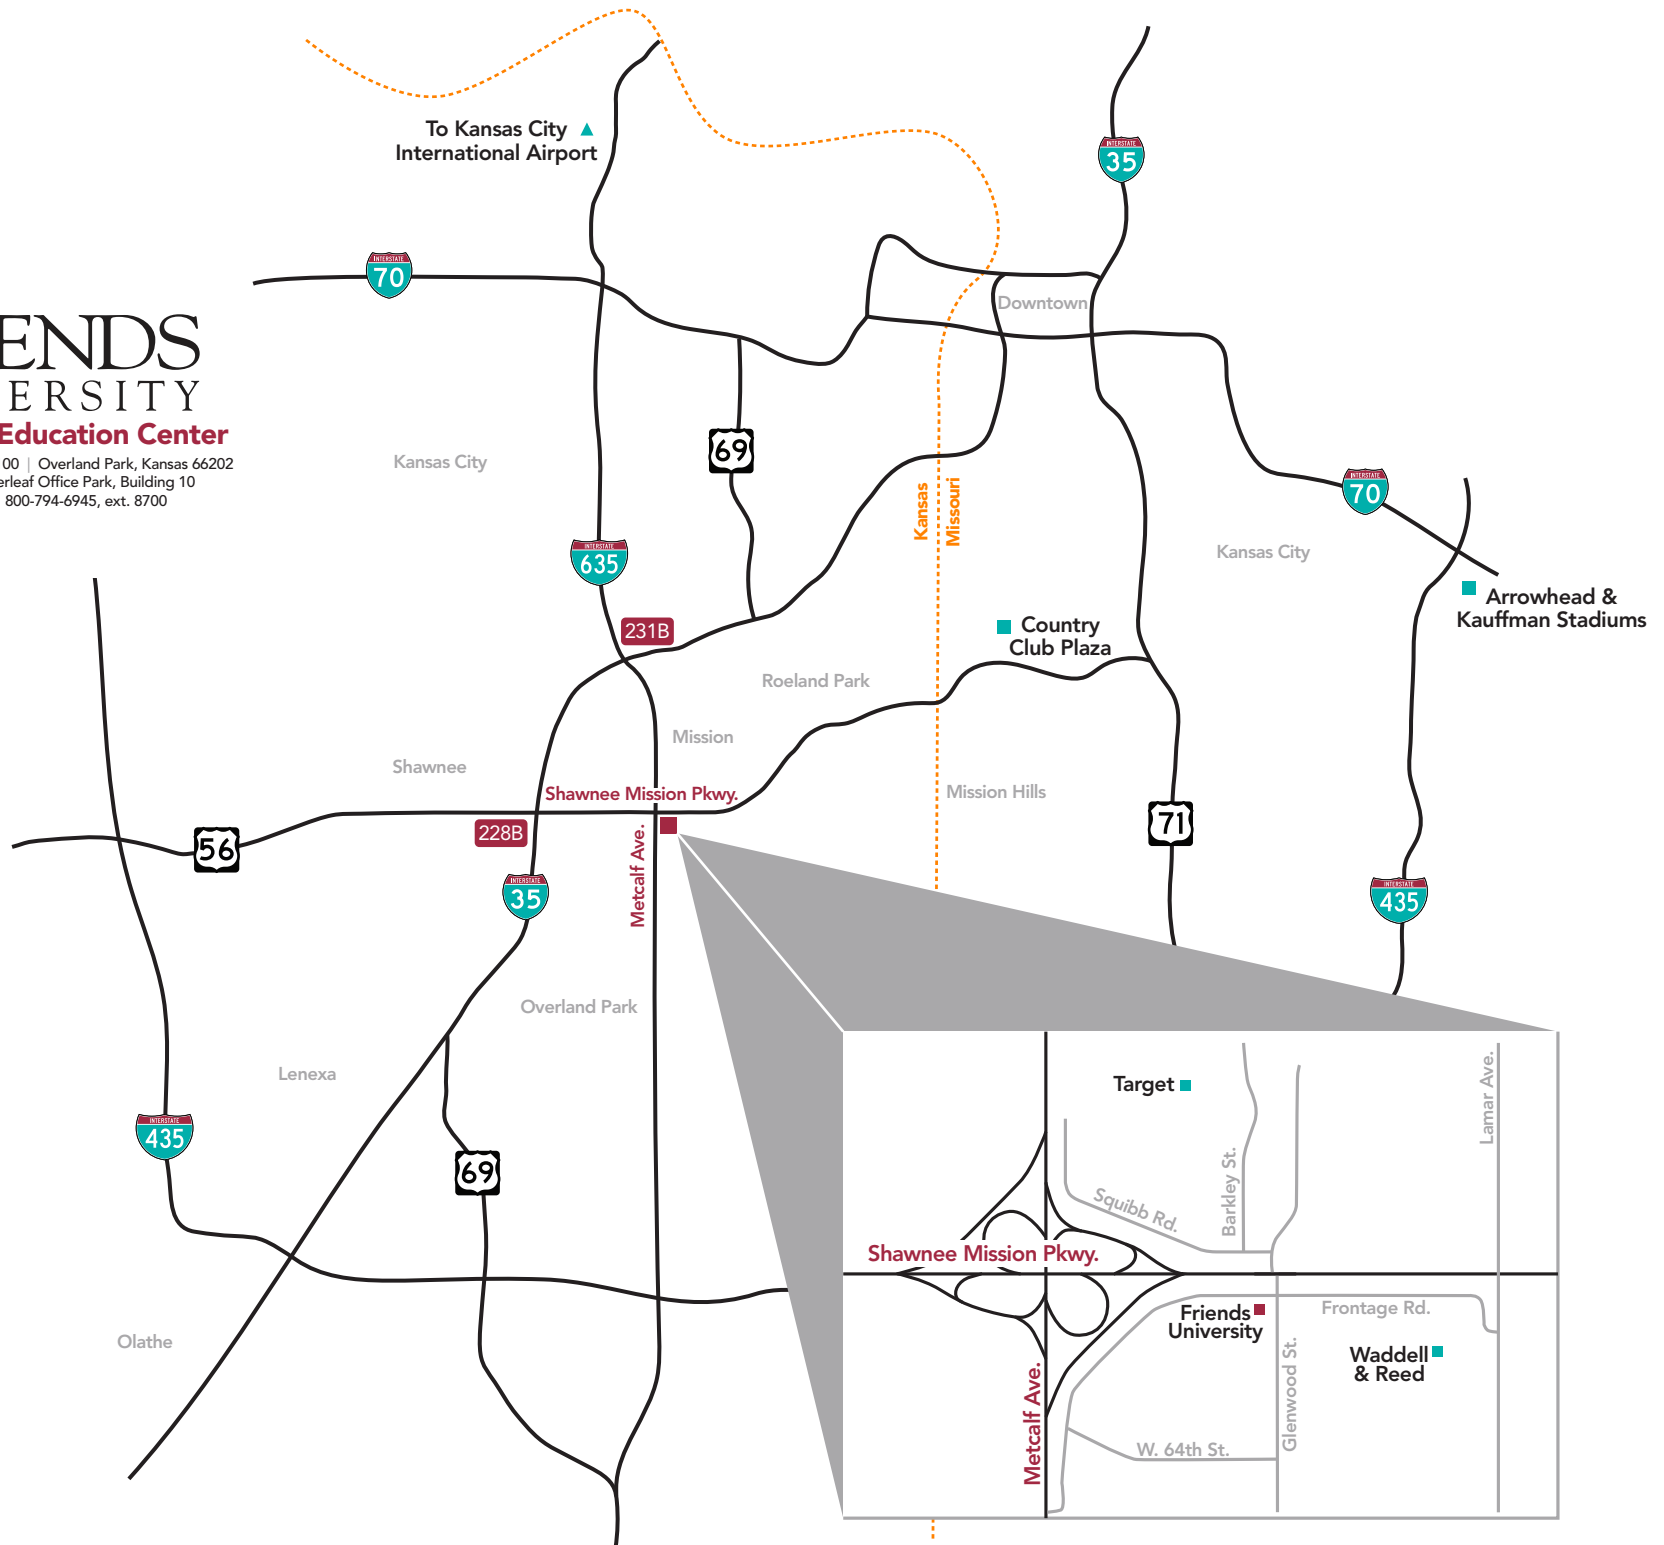 To Kansas City
International Airport
INTERSTATE
35
INTERSTATE
70
Downtown
ENDS
ERSITY
Education Center
00 | Overland Park, Kansas 66202
erleaf Office Park, Building 10
800-794-6945, ext. 8700
69
Kansas City
Kansas
Missouri
INTERSTATE
70
Kansas City
INTERSTATE
635
Arrowhead &
Kauffman Stadiums
231B
Country
Club Plaza
Roeland Park
Mission
Shawnee
Shawnee Mission Pkwy.
Mission Hills
228B
56
71
Metcalf Ave.
INTERSTATE
35
INTERSTATE
435
Overland Park
Lenexa
INTERSTATE
435
69
Olathe
Target
Lamar Ave.
Barkley St.
Squibb Rd.
Shawnee Mission Pkwy.
Friends
University
Frontage Rd.
Waddell
& Reed
Glenwood St.
Metcalf Ave.
W. 64th St.